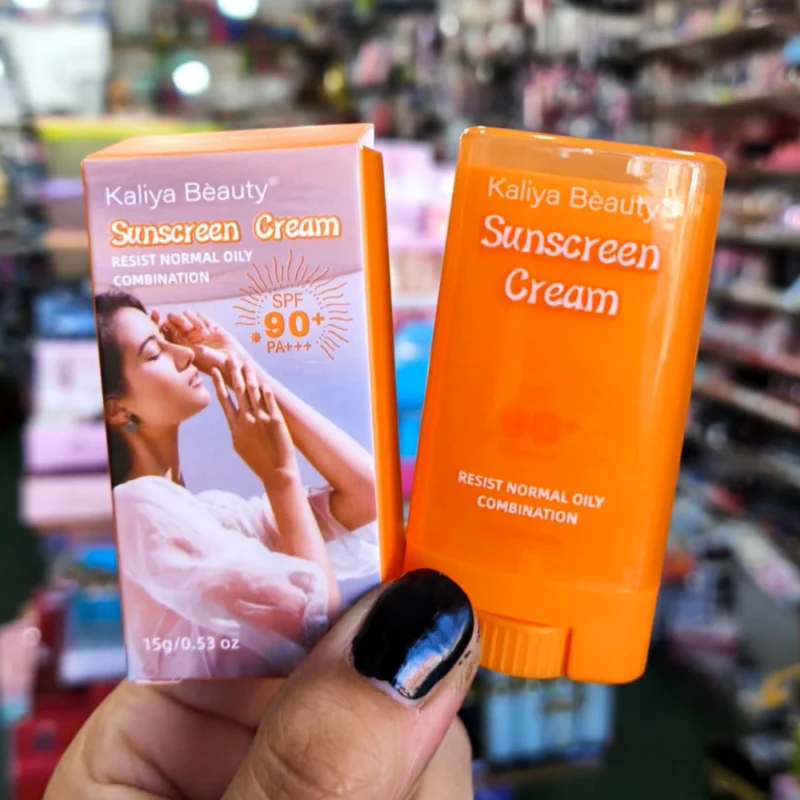 Kaliya Bèauty®
Sunscreen Cream
RESIST NORMAL OILY
COMBINATION
SPF
*90+
PA+++
15g/0.53 oz
Kaliya Bèauty
Sunscreen
Cream
90+
RESIST NORMAL OILY
COMBINATION